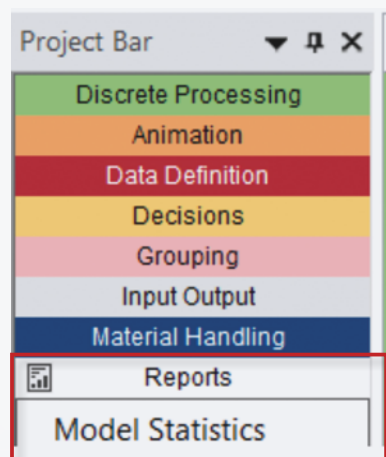 Project Bar
Discrete Processing
Animation
Data Definition
Decisions
Grouping
Input Output
Material Handling
Reports
Model Statistics